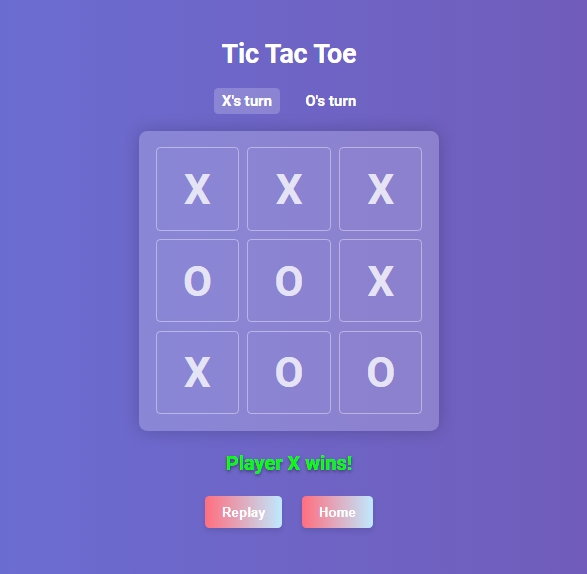 Tic Tac Toe
X's turn O's turn
X X X
O O X
X O O
Player X wins!
Replay Home